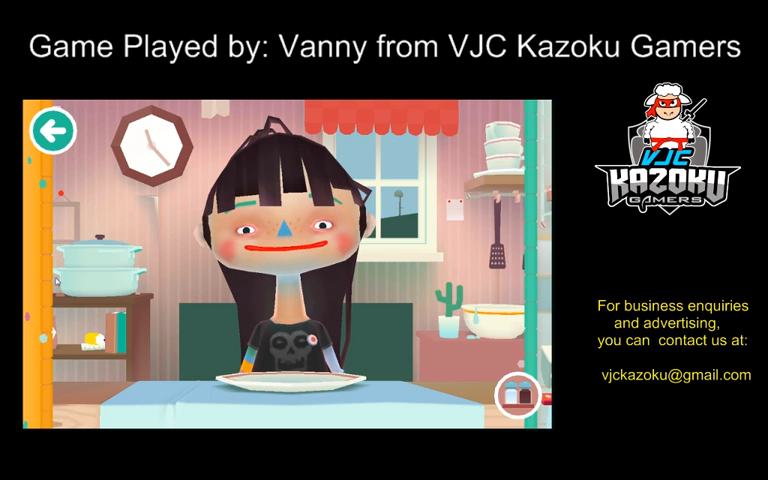 Game Played by: Vanny from VJC Kazoku Gamers
VJC
KAZOKU
GAMERS
For business enquiries
and advertising,
you can contact us at:
vjckazoku@gmail.com